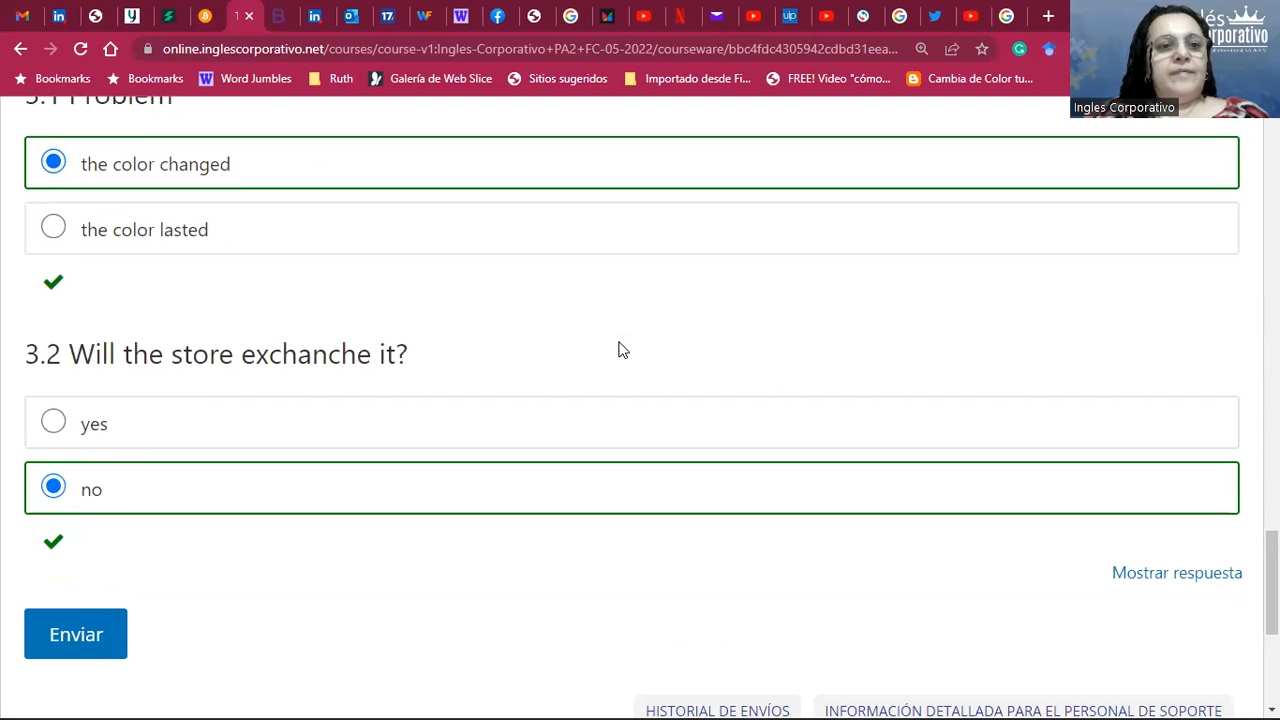 online.inglescorporativo.net/courses/course-v1:Ingles-Corporativo+PA2+FC-05-2022/courseware/bbc4fdc4305942cdbd31eea...
Bookmarks Bookmarks Word Jumbles Ruth Galería de Web Slice Sitios sugeridos Importado desde Fi... FREE! Video "cómo... Cambia de Color tu...
Ingles Corporativo
3.1 Problem
the color changed
the color lasted
3.2 Will the store exchanche it?
yes
no
Mostrar respuesta
Enviar
HISTORIAL DE ENVÍOS INFORMACIÓN DETALLADA PARA EL PERSONAL DE SOPORTE